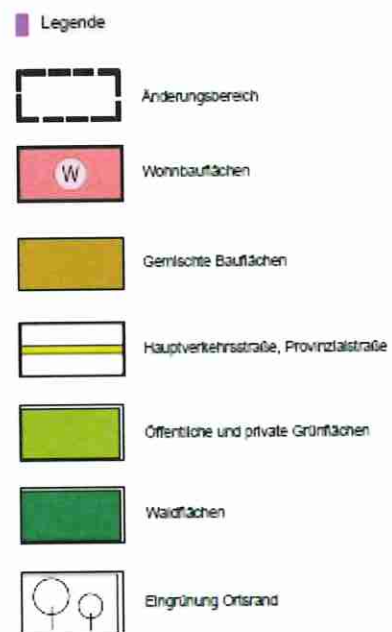 Legende
Änderungsbereich
W
Wohnbauflächen
Gemischte Bauflächen
Hauptverkehrsstraße, Provinzialstraße
Öffentliche und private Grünflächen
Waldflächen
Eingrünung Ortsrand